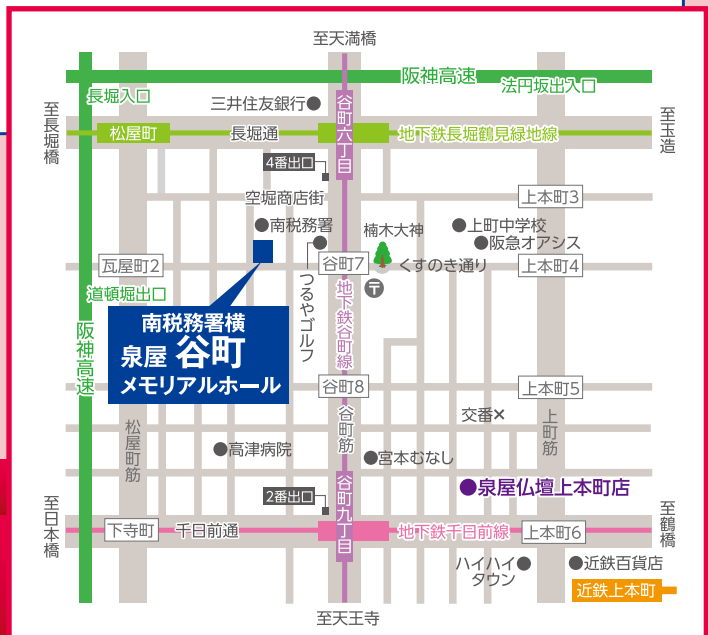 至天満橋
阪神高速
法円坂出入口
長堀入口
三井住友銀行
谷町六丁目
至長堀橋
至玉造
松屋町
長堀通
地下鉄長堀鶴見緑地線
4番出口
空堀商店街
上本町3
南税務署
楠木大神
上町中学校
阪急オアシス
瓦屋町2
谷町7
くすのき通り
上本町4
〒
道頓堀出口
つるやゴルフ
地下鉄谷町線
南税務署横
泉屋 谷町
メモリアルホール
阪神高速
谷町8
上本町5
松屋町筋
谷町筋
交番×
上町筋
高津病院
宮本むなし
泉屋仏壇上本町店
2番出口
谷町九丁目
至日本橋
至鶴橋
下寺町
千日前通
地下鉄千日前線
上本町6
ハイハイ
タウン
近鉄百貨店
近鉄上本町
至天王寺